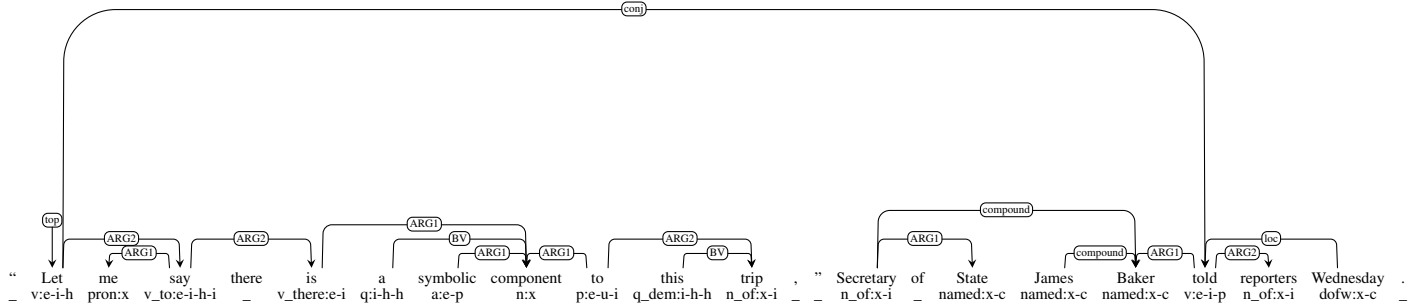 conj
compound
top
ARG1
ARG2 ARG2 BV ARG2 loc
ARG1 ARG1 ARG1 BV ARG1 compound ARG1 ARG2
“ Let me say there is a symbolic component to this trip , ” Secretary of State James Baker told reporters Wednesday .
_ v:e-i-h pron:x v_to:e-i-h-i _ v_there:e-i q:i-h-h a:e-p n:x p:e-u-i q_dem:i-h-h n_of:x-i _ _ n_of:x-i _ named:x-c named:x-c named:x-c v:e-i-p n_of:x-i dofw:x-c _